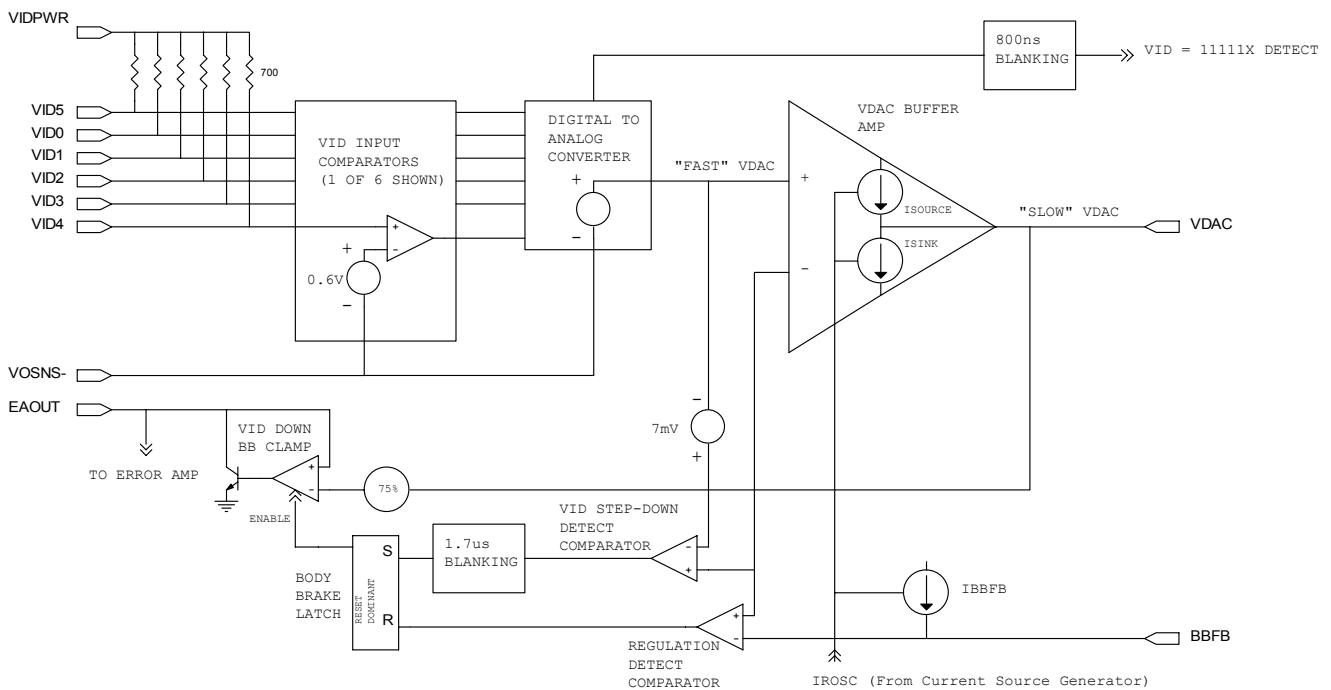 VIDPWR
700
VID5
VID0
VID1
VID2
VID3
VID4
VID INPUT
COMPARATORS
(1 OF 6 SHOWN)
+
-
+
0.6V
-
DIGITAL TO
ANALOG
CONVERTER
+
-
800ns
BLANKING
VID = 11111X DETECT
VDAC BUFFER
AMP
"FAST" VDAC
+
-
ISOURCE
ISINK
"SLOW" VDAC
VDAC
VOSNS-
EAOUT
TO ERROR AMP
VID DOWN
BB CLAMP
+
-
ENABLE
75%
-
7mV
+
VID STEP-DOWN
DETECT
COMPARATOR
-
+
1.7us
BLANKING
BODY
BRAKE
LATCH
S
R
RESET
DOMINANT
REGULATION
DETECT
COMPARATOR
+
-
IBBFB
BBFB
IROSC (From Current Source Generator)